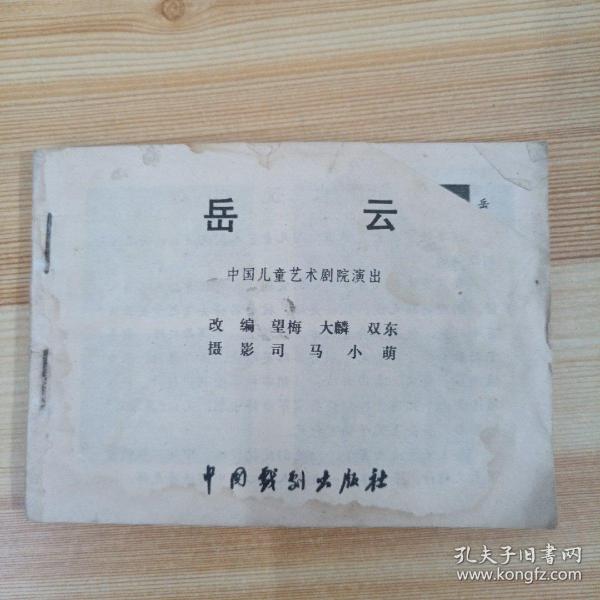 岳 云
岳
中国儿童艺术剧院演出
改 编 望梅 大麟 双东
摄 影 司 马 小 萌
中国戏剧出版社
孔夫子旧书网
www.kongfz.com